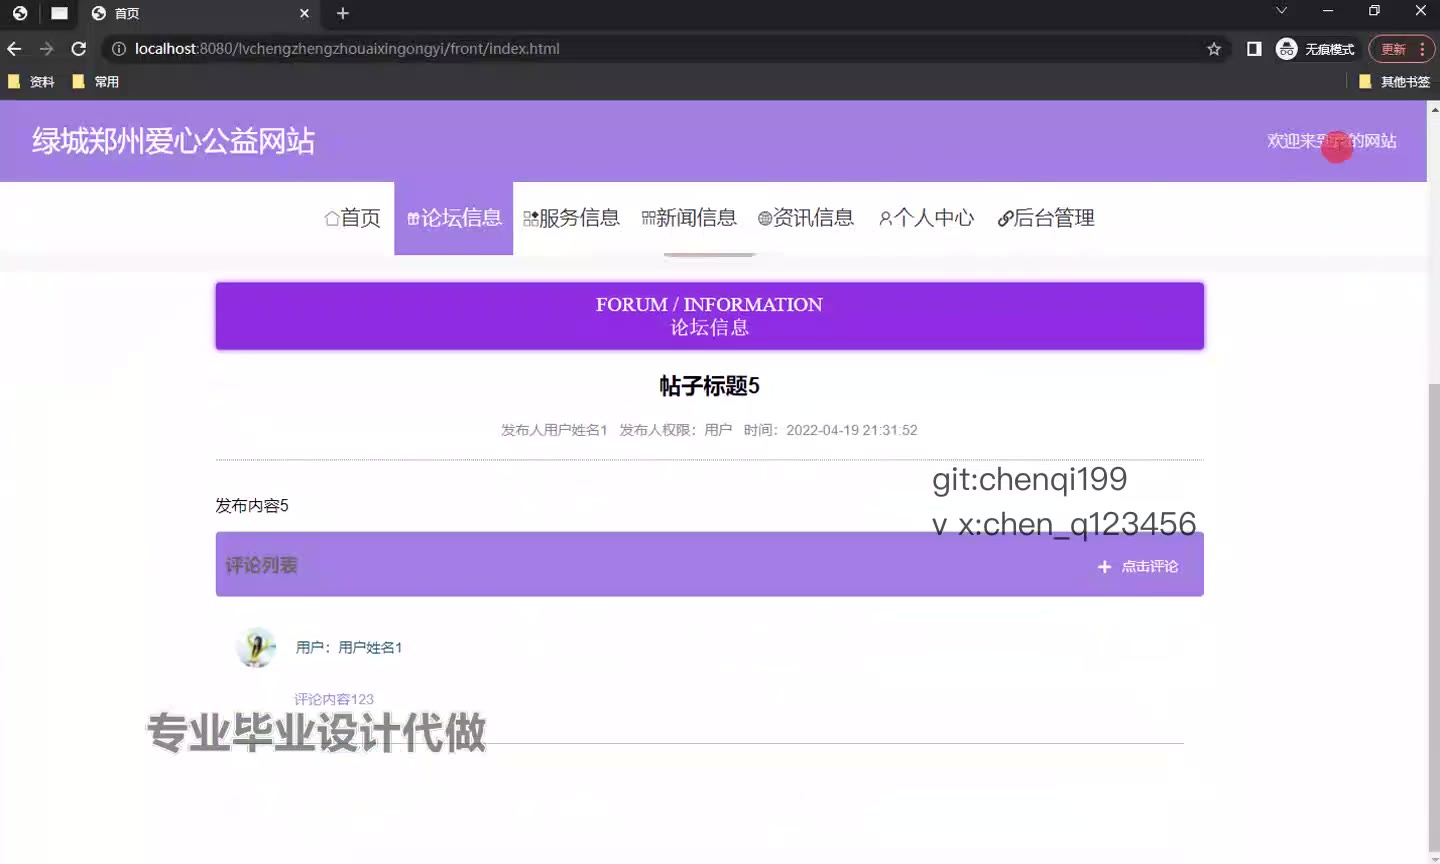 首页
localhost:8080/lvchengzhengzhouaixingongyi/front/index.html
无痕模式
更新
资料
常用
其他书签
绿城郑州爱心公益网站
欢迎来到我的网站
首页
论坛信息
服务信息
新闻信息
资讯信息
个人中心
后台管理
FORUM / INFORMATION
论坛信息
帖子标题5
发布人用户姓名1 发布人权限：用户 时间：2022-04-19 21:31:52
git:chenqi199
发布内容5
v x:chen_q123456
评论列表
点击评论
用户：用户姓名1
评论内容123
专业毕业设计代做